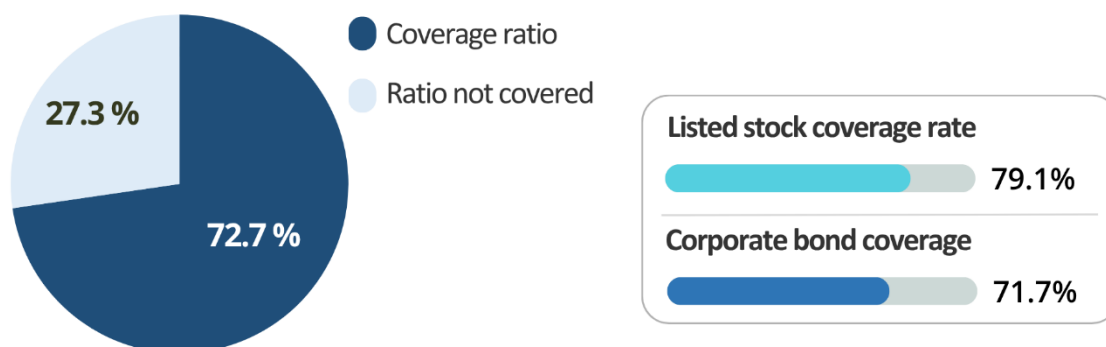 Coverage ratio
Ratio not covered
27.3 %
72.7 %
Listed stock coverage rate
79.1%
Corporate bond coverage
71.7%